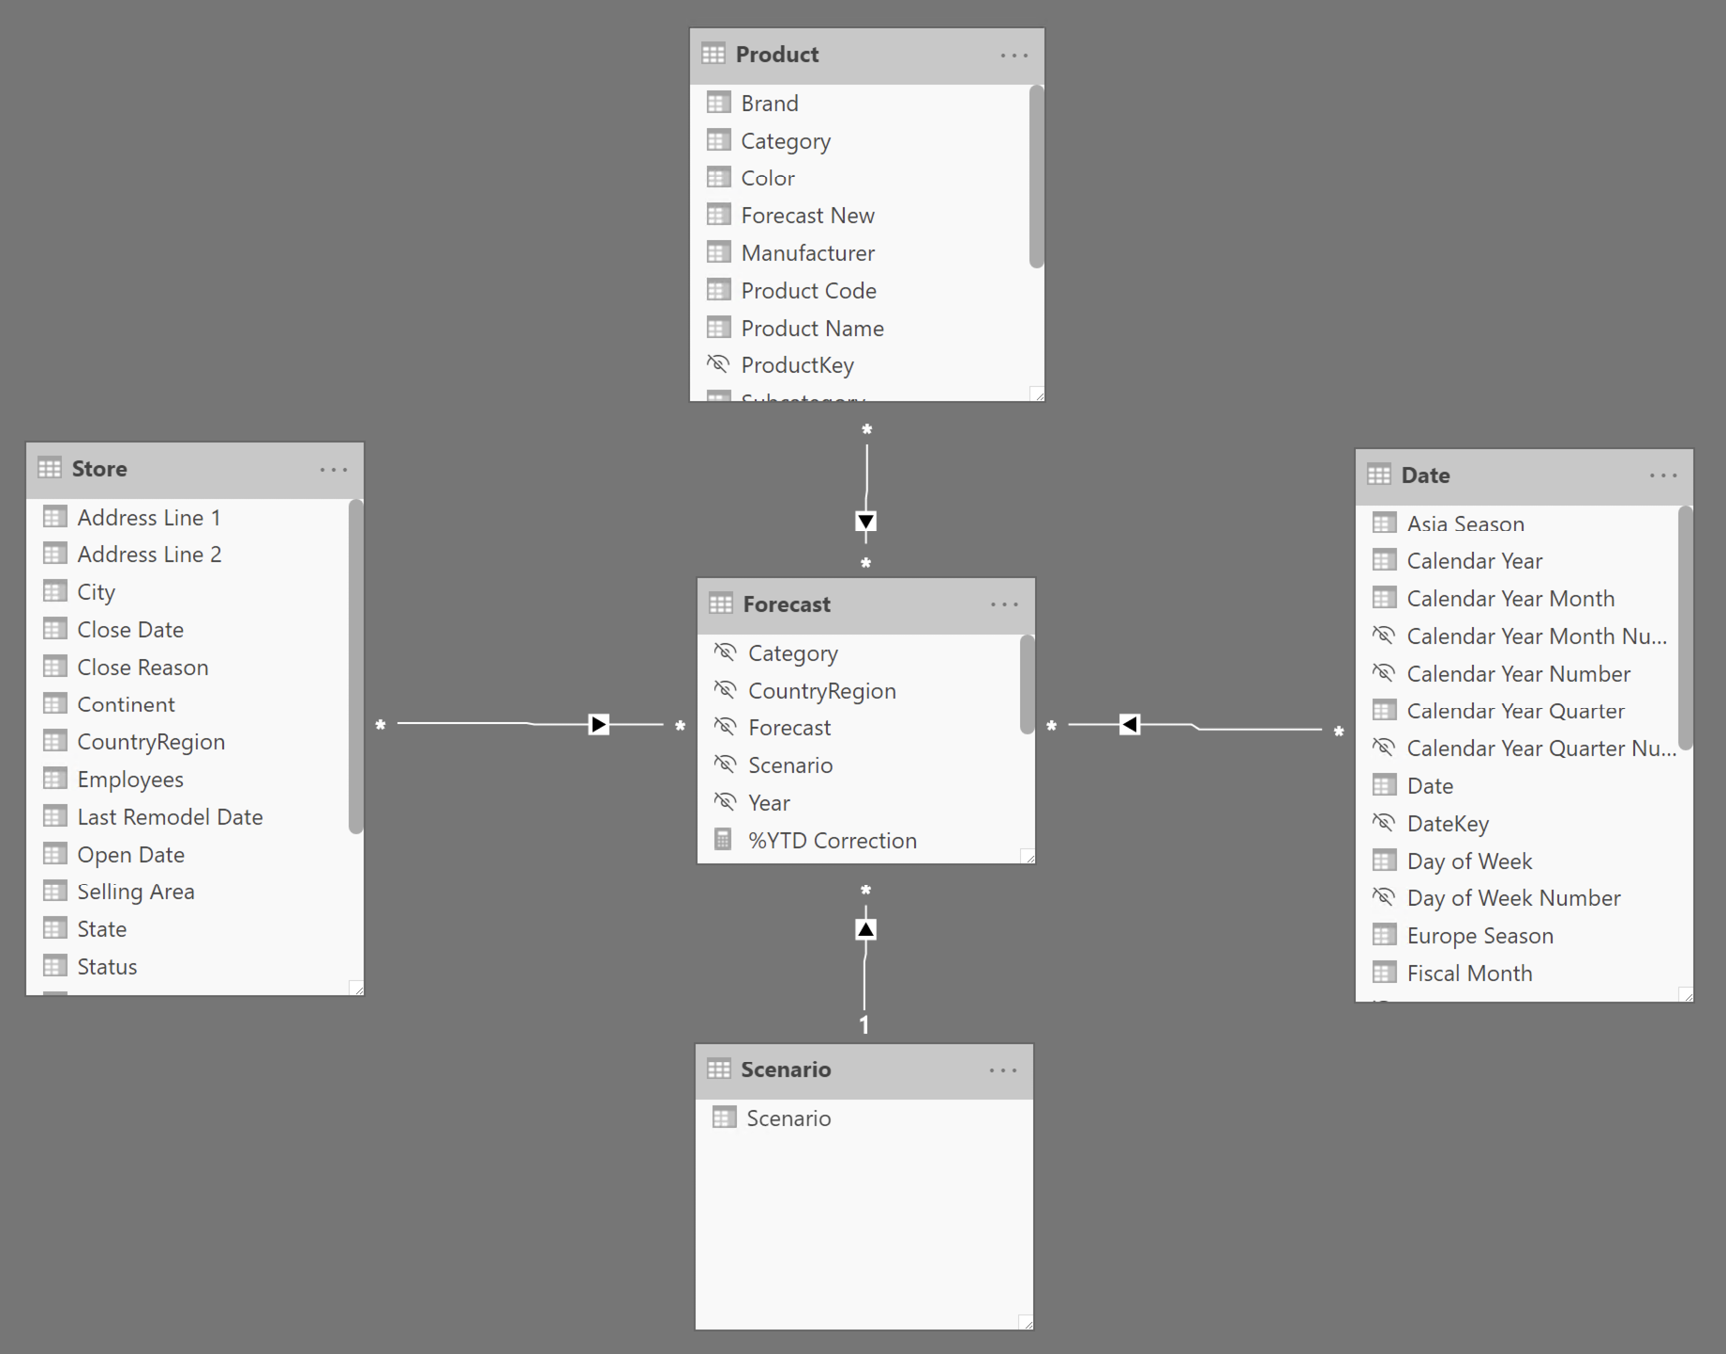 Product
Brand
Category
Color
Forecast New
Manufacturer
Product Code
Product Name
ProductKey
Subcategory
*
*
Store
Address Line 1
Address Line 2
City
Close Date
Close Reason
Continent
CountryRegion
Employees
Last Remodel Date
Open Date
Selling Area
State
Status
*
*
Forecast
Category
CountryRegion
Forecast
Scenario
Year
%YTD Correction
*
*
Date
Asia Season
Calendar Year
Calendar Year Month
Calendar Year Month Nu...
Calendar Year Number
Calendar Year Quarter
Calendar Year Quarter Nu...
Date
DateKey
Day of Week
Day of Week Number
Europe Season
Fiscal Month
*
1
Scenario
Scenario